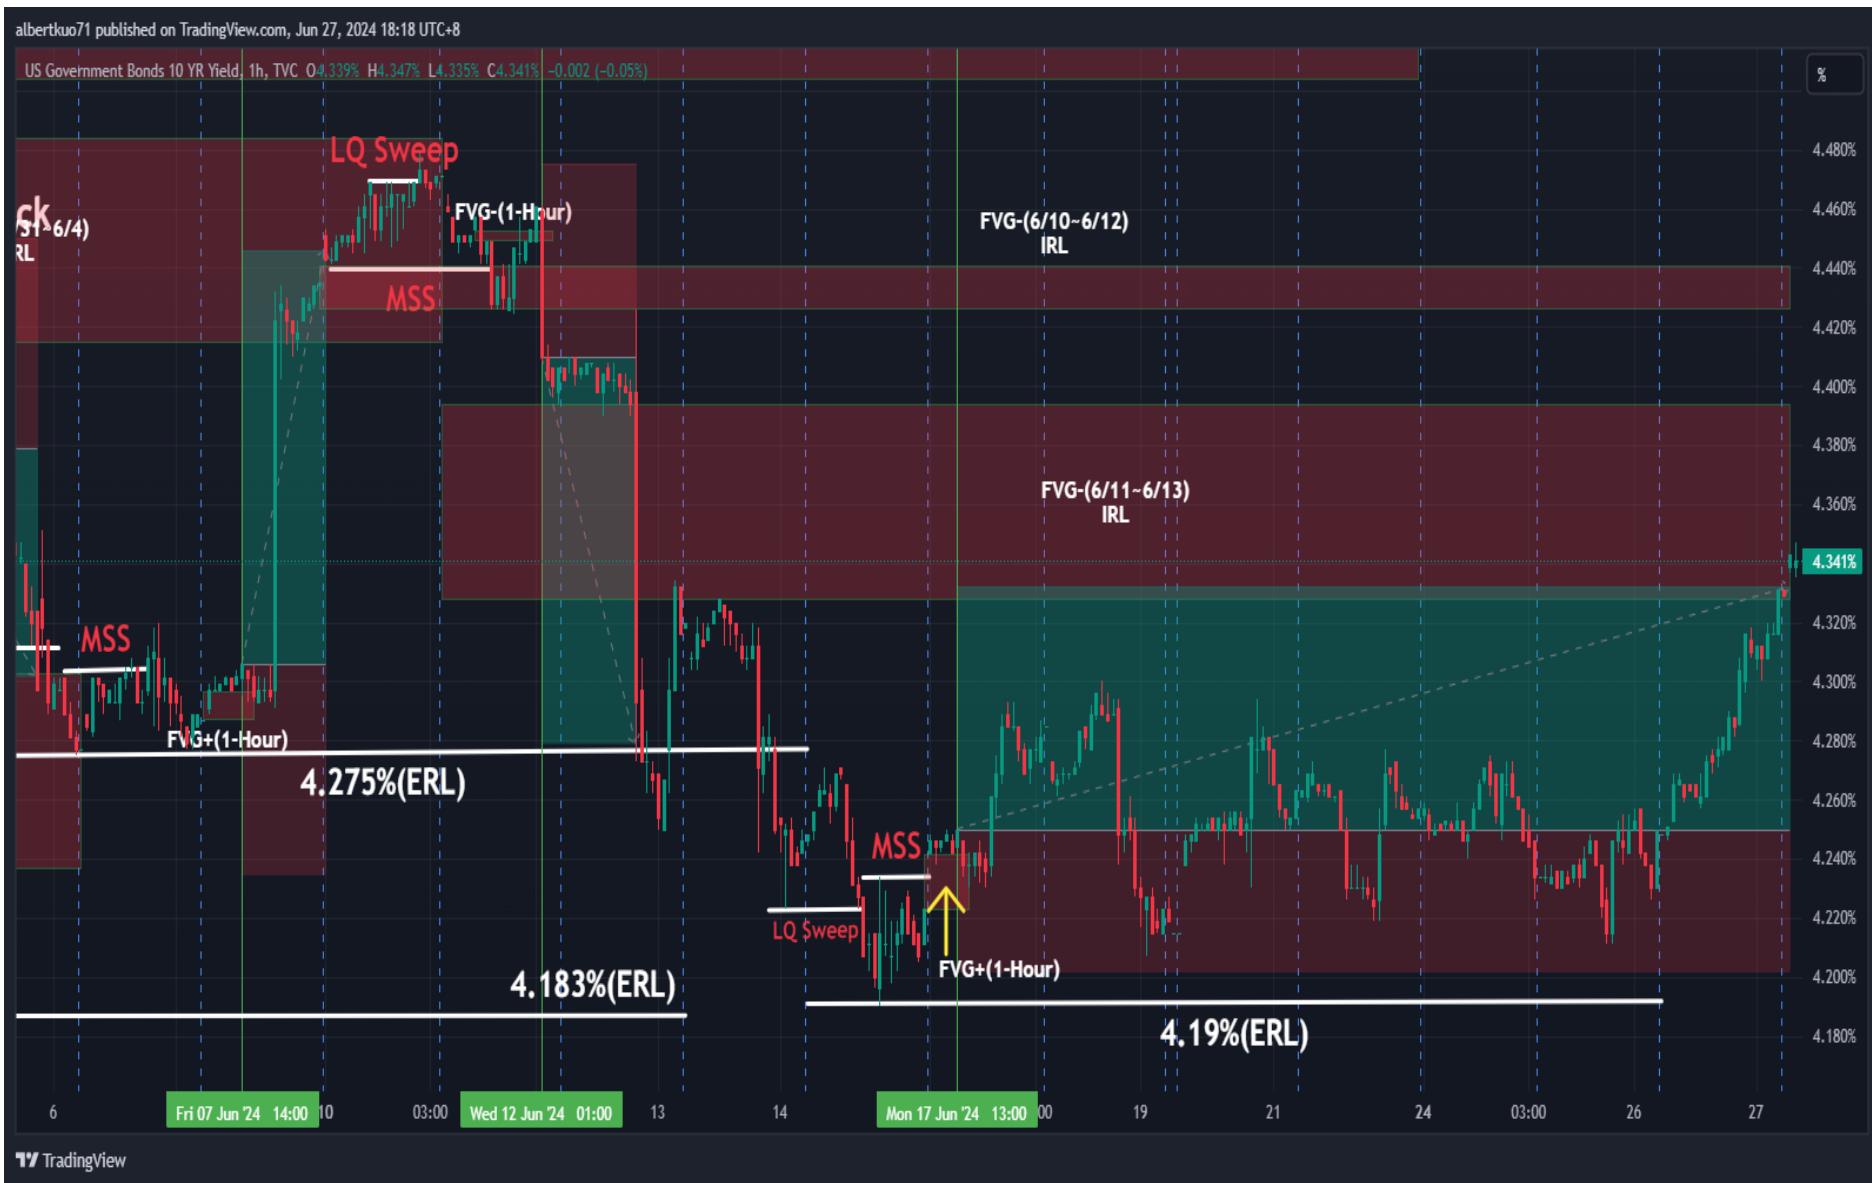 albertkuo71 published on TradingView.com, Jun 27, 2024 18:18 UTC+8
US Government Bonds 10 YR Yield, 1h, TVC O4.339% H4.347% L4.335% C4.341% −0.002 (−0.05%)
%
4.480%
4.460%
4.440%
4.420%
4.400%
4.380%
4.360%
4.341%
4.320%
4.300%
4.280%
4.260%
4.240%
4.220%
4.200%
4.180%
LQ Sweep
ck
31~6/4)
RL
FVG-(1-Hour)
FVG-(6/10~6/12)
IRL
MSS
FVG-(6/11~6/13)
IRL
MSS
FVG+(1-Hour)
4.275%(ERL)
MSS
LQ Sweep
FVG+(1-Hour)
4.183%(ERL)
4.19%(ERL)
6
Fri 07 Jun '24 14:00
10
03:00
Wed 12 Jun '24 01:00
13
14
Mon 17 Jun '24 13:00
:00
19
21
24
03:00
26
27
TradingView